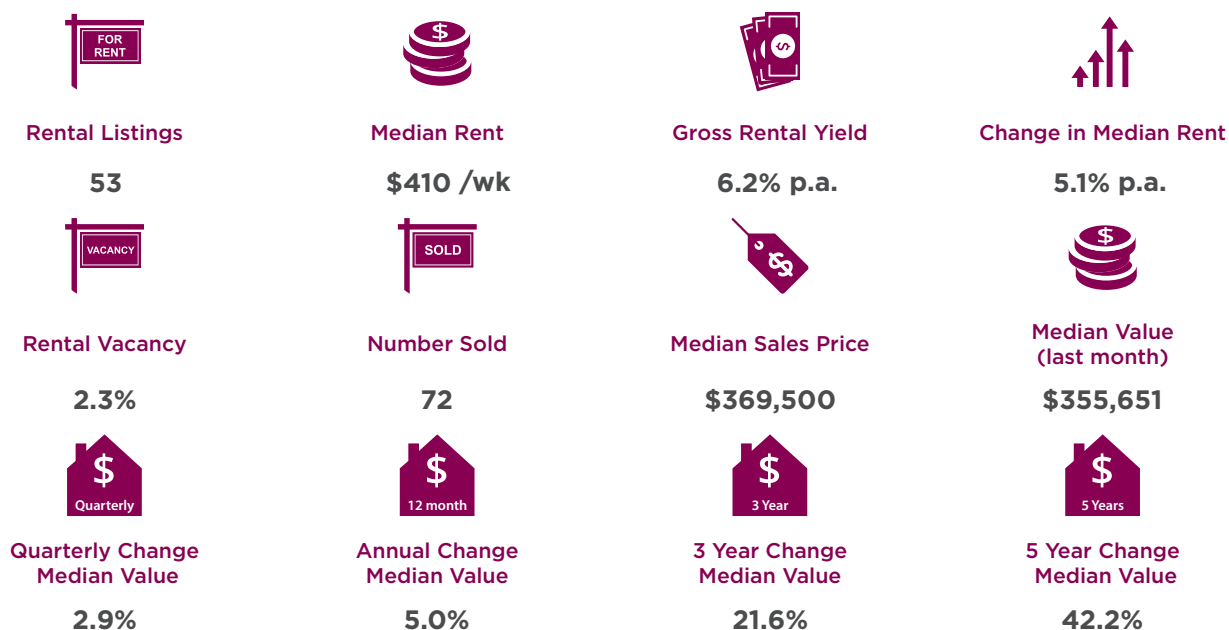 FOR
RENT
$
$
Rental Listings
Median Rent
Gross Rental Yield
Change in Median Rent
53
$410 /wk
6.2% p.a.
5.1% p.a.
VACANCY
SOLD
$
$
Rental Vacancy
Number Sold
Median Sales Price
Median Value
(last month)
2.3%
72
$369,500
$355,651
$
Quarterly
$
12 month
$
3 Year
$
5 Years
Quarterly Change
Median Value
Annual Change
Median Value
3 Year Change
Median Value
5 Year Change
Median Value
2.9%
5.0%
21.6%
42.2%